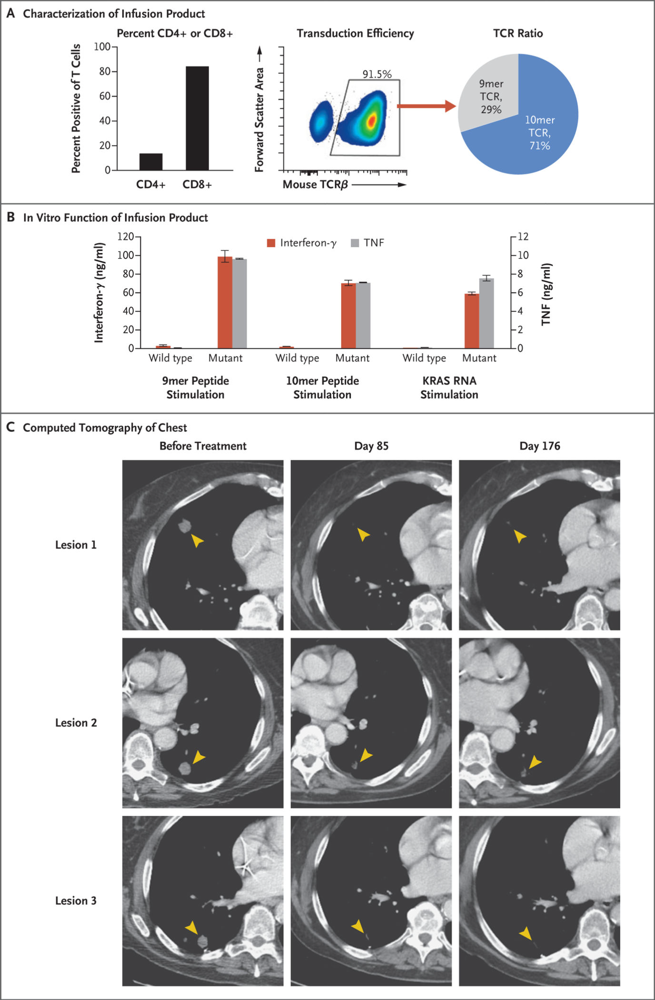 A Characterization of Infusion Product
Percent CD4+ or CD8+
Percent Positive of T Cells
100
80
60
40
20
0
CD4+ CD8+
Transduction Efficiency
Forward Scatter Area
91.5%
Mouse TCRβ
TCR Ratio
9mer
TCR,
29%
10mer
TCR,
71%
B In Vitro Function of Infusion Product
Interferon-γ (ng/ml)
120
100
80
60
40
20
0
Interferon-γ TNF
12
10
8
6
4
2
0
TNF (ng/ml)
Wild type Mutant Wild type Mutant Wild type Mutant
9mer Peptide
Stimulation
10mer Peptide
Stimulation
KRAS RNA
Stimulation
C Computed Tomography of Chest
Before Treatment Day 85 Day 176
Lesion 1
Lesion 2
Lesion 3